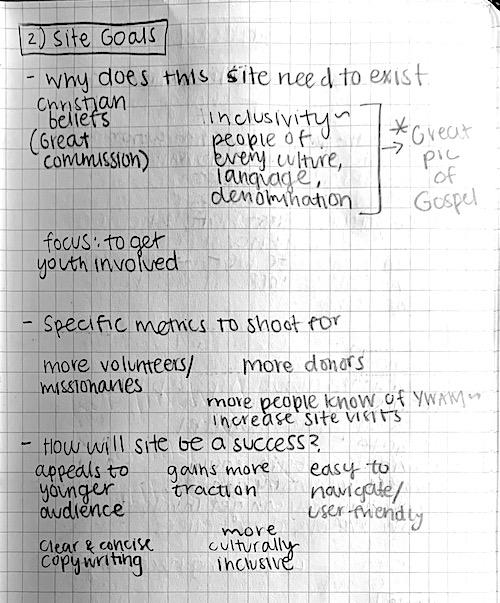 2) Site Goals
- Why does this site need to exist
Christian
beliefs
(Great
commission)
inclusivity~
people of
every culture,
language,
denomination
* Great
→ pic
of
Gospel
focus: to get
youth involved
- Specific metrics to shoot for
more volunteers/
missionaries
more donors
more people know of YWAM~
increase site visits
- How will site be a success?
appeals to
younger
audience
gains more
traction
easy to
navigate/
user friendly
Clear & concise
copywriting
more
culturally
inclusive